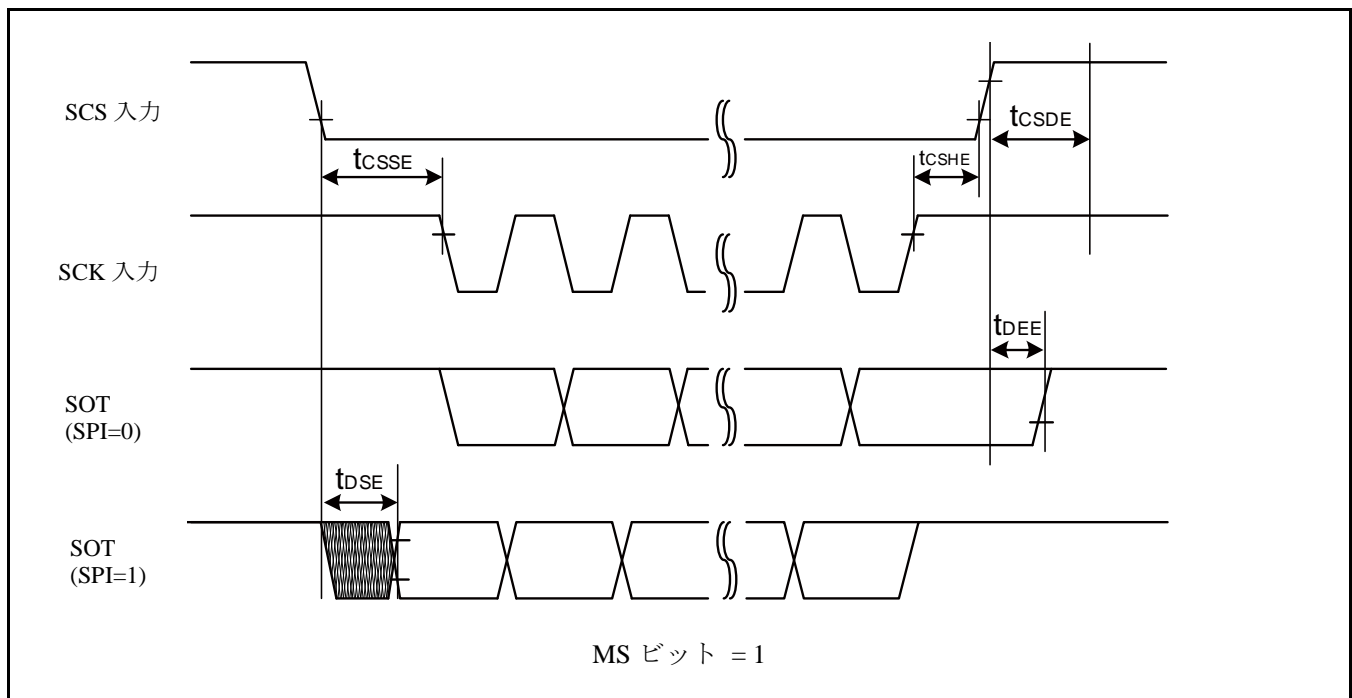 SCS 入力
tCSDE
tCSSE
tCSHE
SCK 入力
tDEE
SOT
(SPI=0)
tDSE
SOT
(SPI=1)
MS ビット = 1